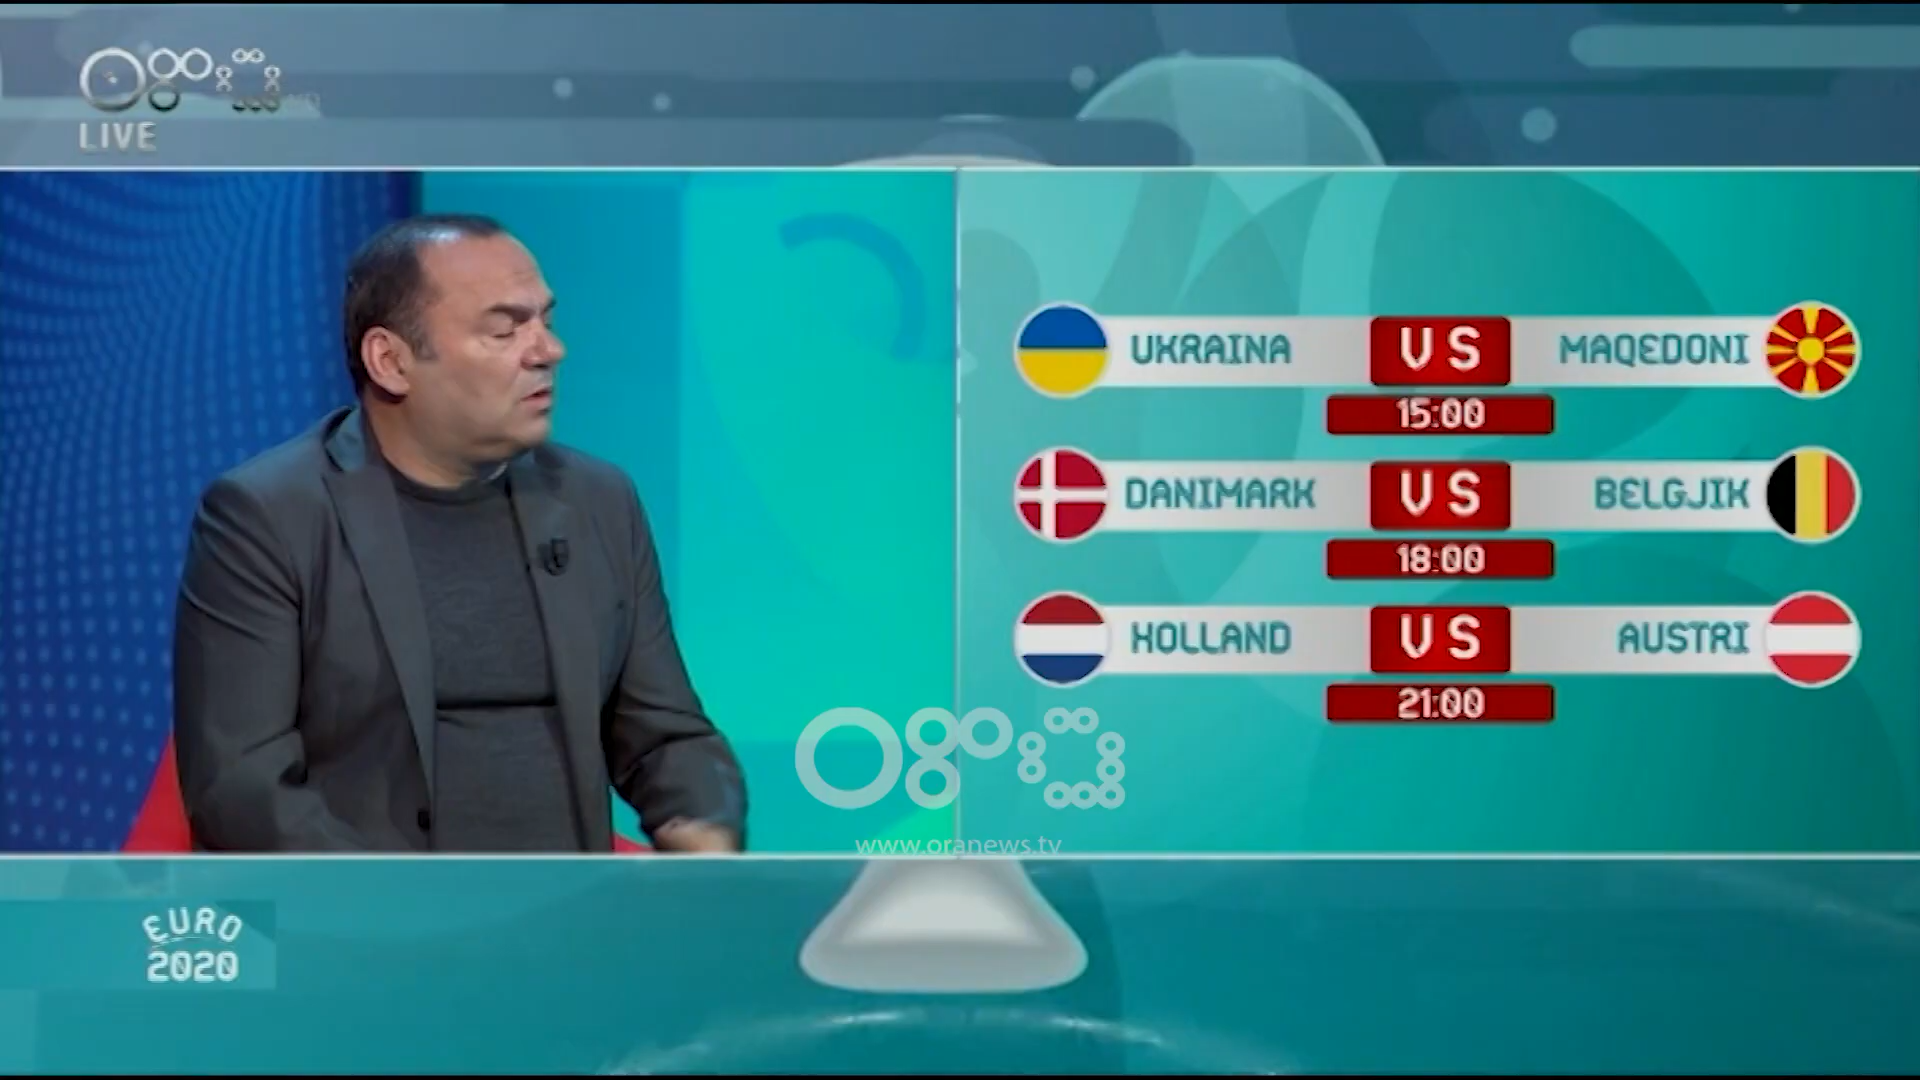 LIVE
UKRAINA VS MAQEDONI
15:00
DANIMARK VS BELGJIK
18:00
HOLLAND VS AUSTRI
21:00
ora
www.oranews.tv
EURO
2020